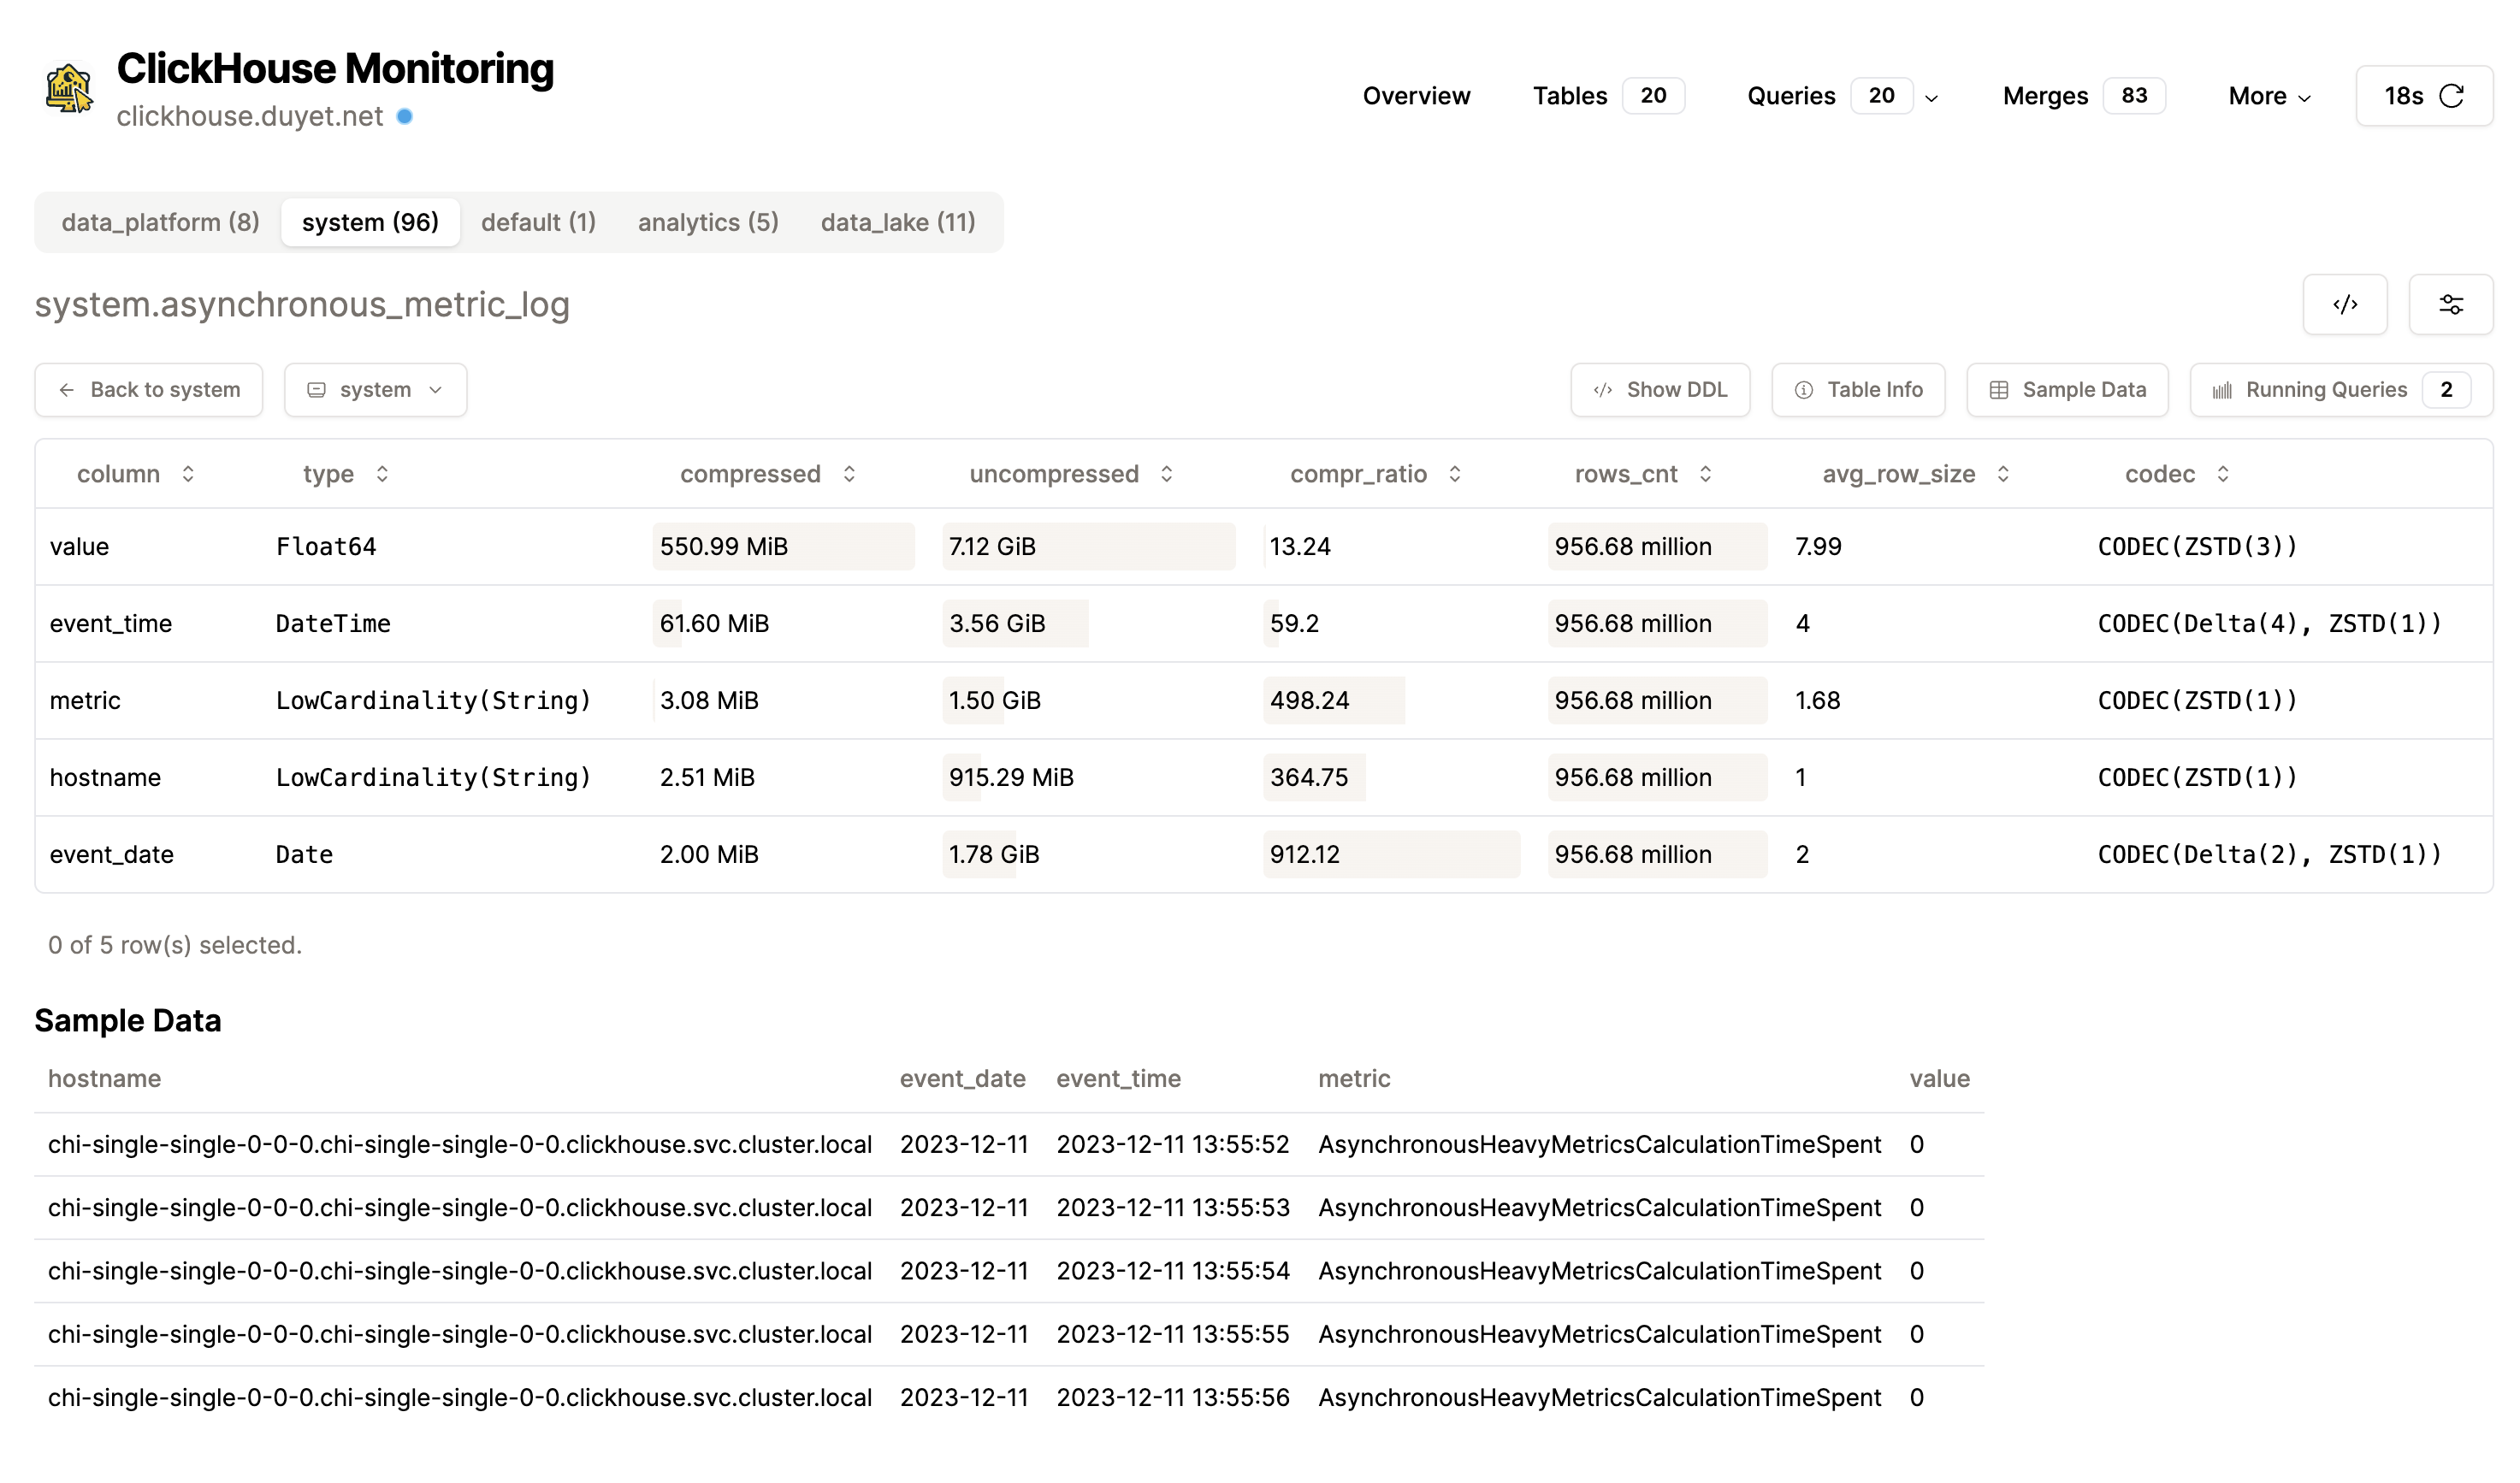 ClickHouse Monitoring
clickhouse.duyet.net
Overview Tables 20 Queries 20 Merges 83 More 18s
data_platform (8) system (96) default (1) analytics (5) data_lake (11)
system.asynchronous_metric_log
Back to system system Show DDL Table Info Sample Data Running Queries 2
column type compressed uncompressed compr_ratio rows_cnt avg_row_size codec
value Float64 550.99 MiB 7.12 GiB 13.24 956.68 million 7.99 CODEC(ZSTD(3))
event_time DateTime 61.60 MiB 3.56 GiB 59.2 956.68 million 4 CODEC(Delta(4), ZSTD(1))
metric LowCardinality(String) 3.08 MiB 1.50 GiB 498.24 956.68 million 1.68 CODEC(ZSTD(1))
hostname LowCardinality(String) 2.51 MiB 915.29 MiB 364.75 956.68 million 1 CODEC(ZSTD(1))
event_date Date 2.00 MiB 1.78 GiB 912.12 956.68 million 2 CODEC(Delta(2), ZSTD(1))
0 of 5 row(s) selected.
Sample Data
hostname event_date event_time metric value
chi-single-single-0-0-0.chi-single-single-0-0.clickhouse.svc.cluster.local 2023-12-11 2023-12-11 13:55:52 AsynchronousHeavyMetricsCalculationTimeSpent 0
chi-single-single-0-0-0.chi-single-single-0-0.clickhouse.svc.cluster.local 2023-12-11 2023-12-11 13:55:53 AsynchronousHeavyMetricsCalculationTimeSpent 0
chi-single-single-0-0-0.chi-single-single-0-0.clickhouse.svc.cluster.local 2023-12-11 2023-12-11 13:55:54 AsynchronousHeavyMetricsCalculationTimeSpent 0
chi-single-single-0-0-0.chi-single-single-0-0.clickhouse.svc.cluster.local 2023-12-11 2023-12-11 13:55:55 AsynchronousHeavyMetricsCalculationTimeSpent 0
chi-single-single-0-0-0.chi-single-single-0-0.clickhouse.svc.cluster.local 2023-12-11 2023-12-11 13:55:56 AsynchronousHeavyMetricsCalculationTimeSpent 0